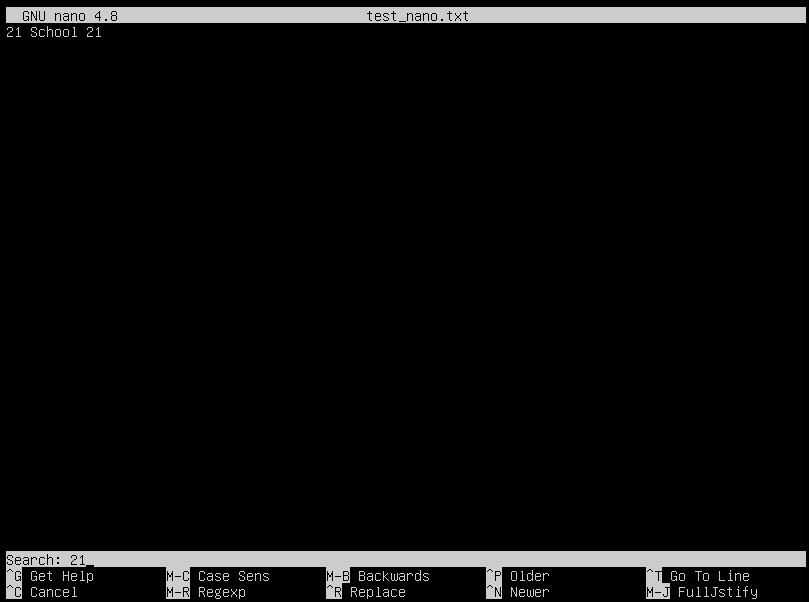 GNU nano 4.8 test_nano.txt
21 School 21
Search: 21
^G Get Help M-C Case Sens M-B Backwards ^P Older ^T Go To Line
^C Cancel M-R Regexp ^R Replace ^N Newer M-J FullJstify